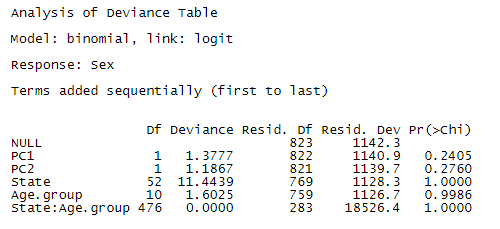 Analysis of Deviance Table
Model: binomial, link: logit
Response: Sex
Terms added sequentially (first to last)
Df Deviance Resid. Df Resid. Dev Pr(>Chi)
NULL 823 1142.3
PC1 1 1.3777 822 1140.9 0.2405
PC2 1 1.1867 821 1139.7 0.2760
State 52 11.4439 769 1128.3 1.0000
Age.group 10 1.6025 759 1126.7 0.9986
State:Age.group 476 0.0000 283 18526.4 1.0000